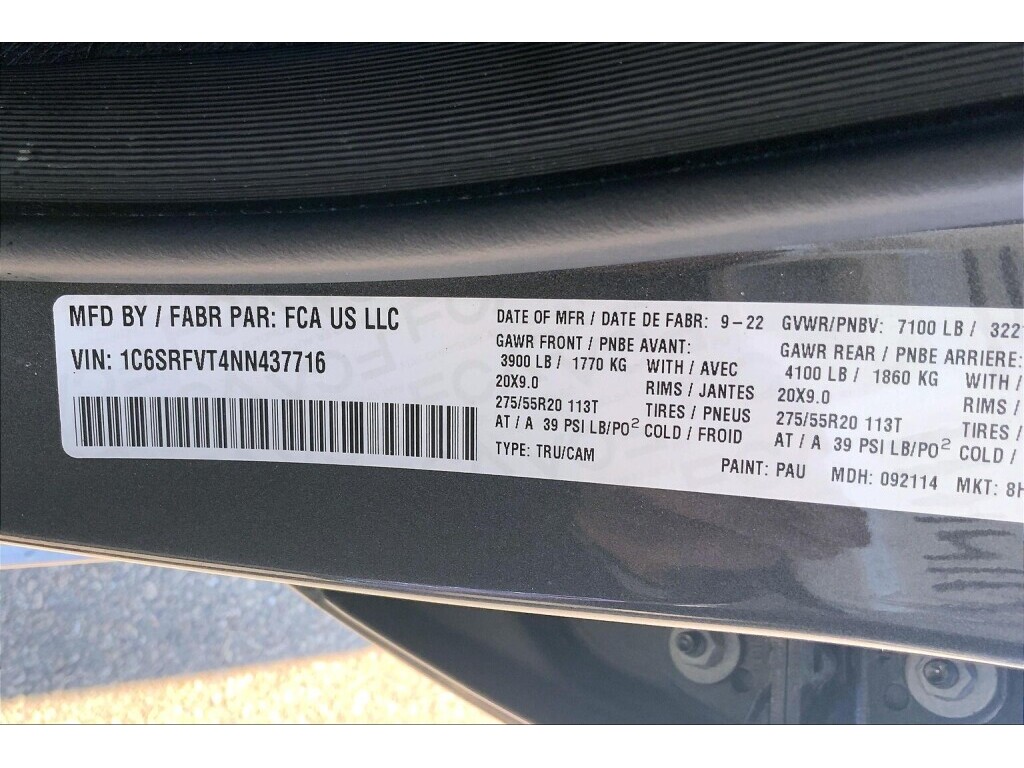 MFD BY / FABR PAR: FCA US LLC
VIN: 1C6SRFVT4NN437716
DATE OF MFR / DATE DE FABR: 9-22 GVWR/PNBV: 7100 LB / 322
GAWR FRONT / PNBE AVANT: GAWR REAR / PNBE ARRIERE:
3900 LB / 1770 KG WITH / AVEC 4100 LB / 1860 KG WITH /
20X9.0 RIMS / JANTES 20X9.0 RIMS /
275/55R20 113T TIRES / PNEUS 275/55R20 113T TIRES /
AT / A 39 PSI LB/PO² COLD / FROID AT / A 39 PSI LB/PO² COLD /
TYPE: TRU/CAM PAINT: PAU MDH: 092114 MKT: 8H